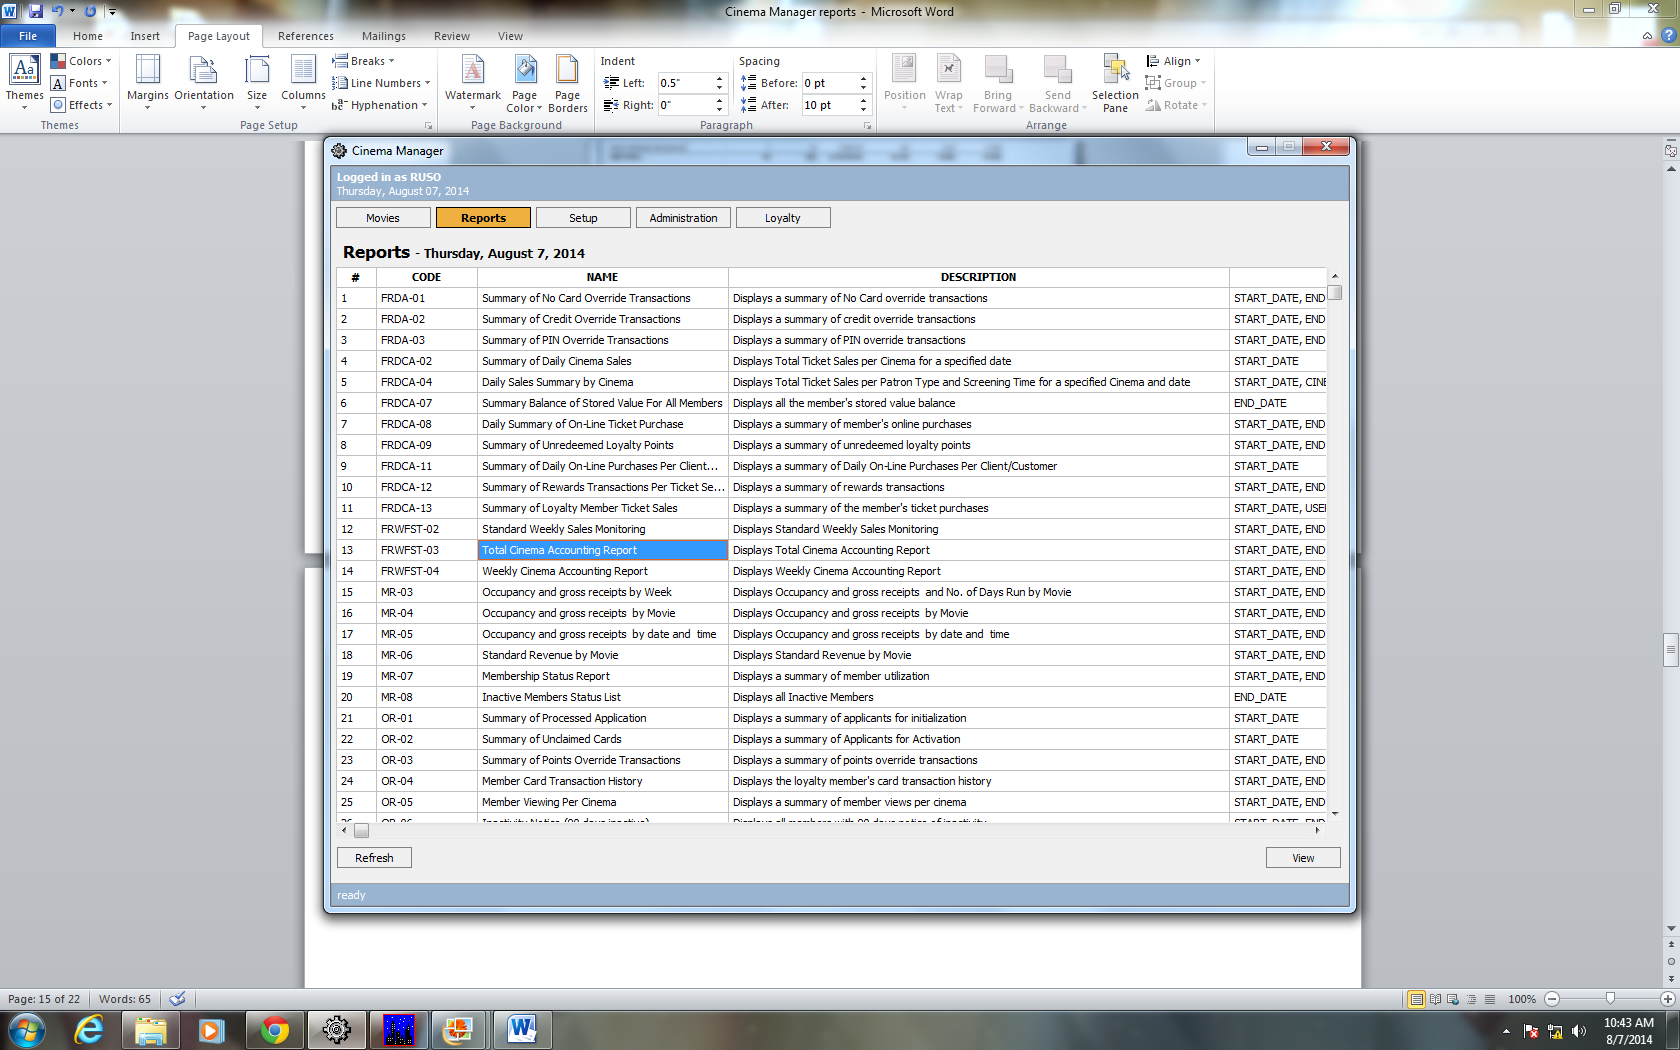 Cinema Manager reports - Microsoft Word
File Home Insert Page Layout References Mailings Review View
Themes Colors Fonts Effects
Themes
Margins Orientation Size Columns Breaks Line Numbers Hyphenation
Page Setup
Watermark Page Color Page Borders
Page Background
Indent Spacing
Left: 0.5" Before: 0 pt
Right: 0" After: 10 pt
Paragraph
Position Wrap Text Bring Forward Send Backward Selection Pane Align Group Rotate
Arrange
Cinema Manager
Logged in as RUSO
Thursday, August 07, 2014
Movies Reports Setup Administration Loyalty
Reports - Thursday, August 7, 2014
# CODE NAME DESCRIPTION
1 FRDA-01 Summary of No Card Override Transactions Displays a summary of No Card override transactions START_DATE, END
2 FRDA-02 Summary of Credit Override Transactions Displays a summary of credit override transactions START_DATE, END
3 FRDA-03 Summary of PIN Override Transactions Displays a summary of PIN override transactions START_DATE, END
4 FRDCA-02 Summary of Daily Cinema Sales Displays Total Ticket Sales per Cinema for a specified date START_DATE
5 FRDCA-04 Daily Sales Summary by Cinema Displays Total Ticket Sales per Patron Type and Screening Time for a specified Cinema and date START_DATE, CINE
6 FRDCA-07 Summary Balance of Stored Value For All Members Displays all the member's stored value balance END_DATE
7 FRDCA-08 Daily Summary of On-Line Ticket Purchase Displays a summary of member's online purchases START_DATE, END
8 FRDCA-09 Summary of Unredeemed Loyalty Points Displays a summary of unredeemed loyalty points START_DATE, END
9 FRDCA-11 Summary of Daily On-Line Purchases Per Client... Displays a summary of Daily On-Line Purchases Per Client/Customer START_DATE
10 FRDCA-12 Summary of Rewards Transactions Per Ticket Se... Displays a summary of rewards transactions START_DATE, END
11 FRDCA-13 Summary of Loyalty Member Ticket Sales Displays a summary of the member's ticket purchases START_DATE, USE
12 FRWFST-02 Standard Weekly Sales Monitoring Displays Standard Weekly Sales Monitoring START_DATE, END
13 FRWFST-03 Total Cinema Accounting Report Displays Total Cinema Accounting Report START_DATE, END
14 FRWFST-04 Weekly Cinema Accounting Report Displays Weekly Cinema Accounting Report START_DATE, END
15 MR-03 Occupancy and gross receipts by Week Displays Occupancy and gross receipts and No. of Days Run by Movie START_DATE, END
16 MR-04 Occupancy and gross receipts by Movie Displays Occupancy and gross receipts by Movie START_DATE, END
17 MR-05 Occupancy and gross receipts by date and time Displays Occupancy and gross receipts by date and time START_DATE, END
18 MR-06 Standard Revenue by Movie Displays Standard Revenue by Movie START_DATE, END
19 MR-07 Membership Status Report Displays a summary of member utilization START_DATE, END
20 MR-08 Inactive Members Status List Displays all Inactive Members END_DATE
21 OR-01 Summary of Processed Application Displays a summary of applicants for initialization START_DATE
22 OR-02 Summary of Unclaimed Cards Displays a summary of Applicants for Activation START_DATE
23 OR-03 Summary of Points Override Transactions Displays a summary of points override transactions START_DATE, END
24 OR-04 Member Card Transaction History Displays the loyalty member's card transaction history START_DATE, END
25 OR-05 Member Viewing Per Cinema Displays a summary of member views per cinema START_DATE, END
Refresh View
ready
Page: 15 of 22 Words: 65 100%
10:43 AM
8/7/2014